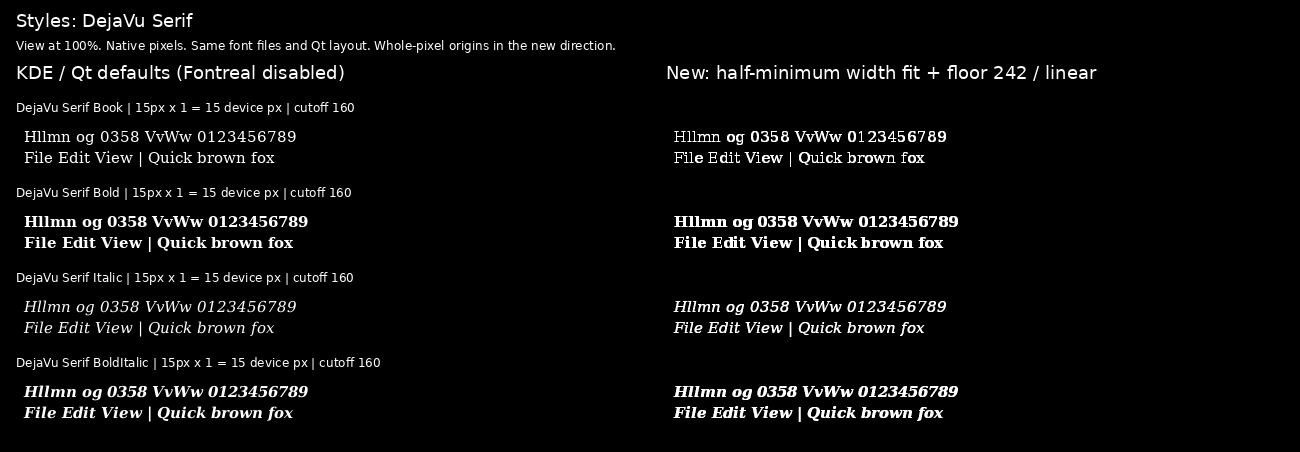 Styles: DejaVu Serif
View at 100%. Native pixels. Same font files and Qt layout. Whole-pixel origins in the new direction.
KDE / Qt defaults (Fontreal disabled)
New: half-minimum width fit + floor 242 / linear
DejaVu Serif Book | 15px x 1 = 15 device px | cutoff 160
Hllmn og 0358 VvWw 0123456789
Hllmn og 0358 VvWw 0123456789
File Edit View | Quick brown fox
File Edit View | Quick brown fox
DejaVu Serif Bold | 15px x 1 = 15 device px | cutoff 160
Hllmn og 0358 VvWw 0123456789
Hllmn og 0358 VvWw 0123456789
File Edit View | Quick brown fox
File Edit View | Quick brown fox
DejaVu Serif Italic | 15px x 1 = 15 device px | cutoff 160
Hllmn og 0358 VvWw 0123456789
Hllmn og 0358 VvWw 0123456789
File Edit View | Quick brown fox
File Edit View | Quick brown fox
DejaVu Serif BoldItalic | 15px x 1 = 15 device px | cutoff 160
Hllmn og 0358 VvWw 0123456789
Hllmn og 0358 VvWw 0123456789
File Edit View | Quick brown fox
File Edit View | Quick brown fox